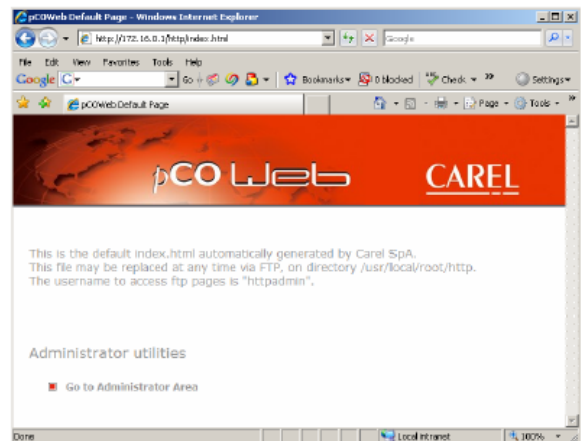 pCOWeb Default Page - Windows Internet Explorer
http://172.16.0.1/http/index.html
Google
File Edit View Favorites Tools Help
Google G Go Bookmarks 0 blocked Check Settings
pCOWeb Default Page Page Tools
pCO Web CAREL
This is the default index.html automatically generated by Carel SpA.
This file may be replaced at any time via FTP, on directory /usr/local/root/http.
The username to access ftp pages is "httpadmin".
Administrator utilities
Go to Administrator Area
Done Local intranet 100%